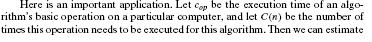 Here is an important application. Let cop be the execution time of an algo-
rithm's basic operation on a particular computer, and let C(n) be the number of
times this operation needs to be executed for this algorithm. Then we can estimate